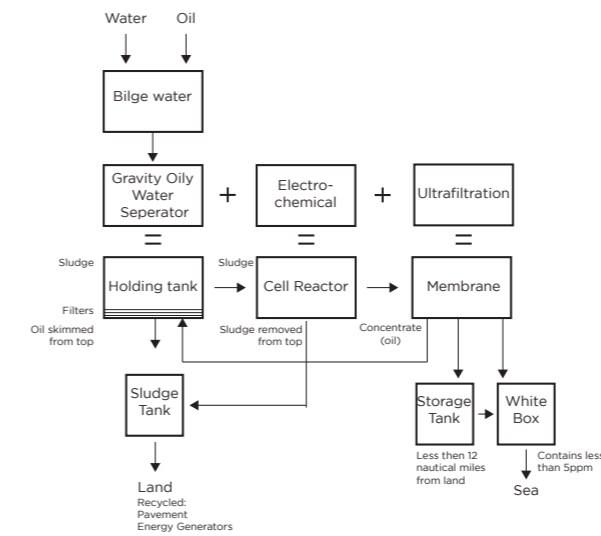 Water
Oil
Bilge water
Gravity Oily
Water
Seperator
+
Electro-
chemical
+
Ultrafiltration
=
=
=
Sludge
Holding tank
Filters
Oil skimmed
from top
Sludge
Cell Reactor
Sludge removed
from top
Membrane
Concentrate
(oil)
Sludge
Tank
Storage
Tank
White
Box
Less then 12
nautical miles
from land
Contains less
than 5ppm
Sea
Land
Recycled:
Pavement
Energy Generators